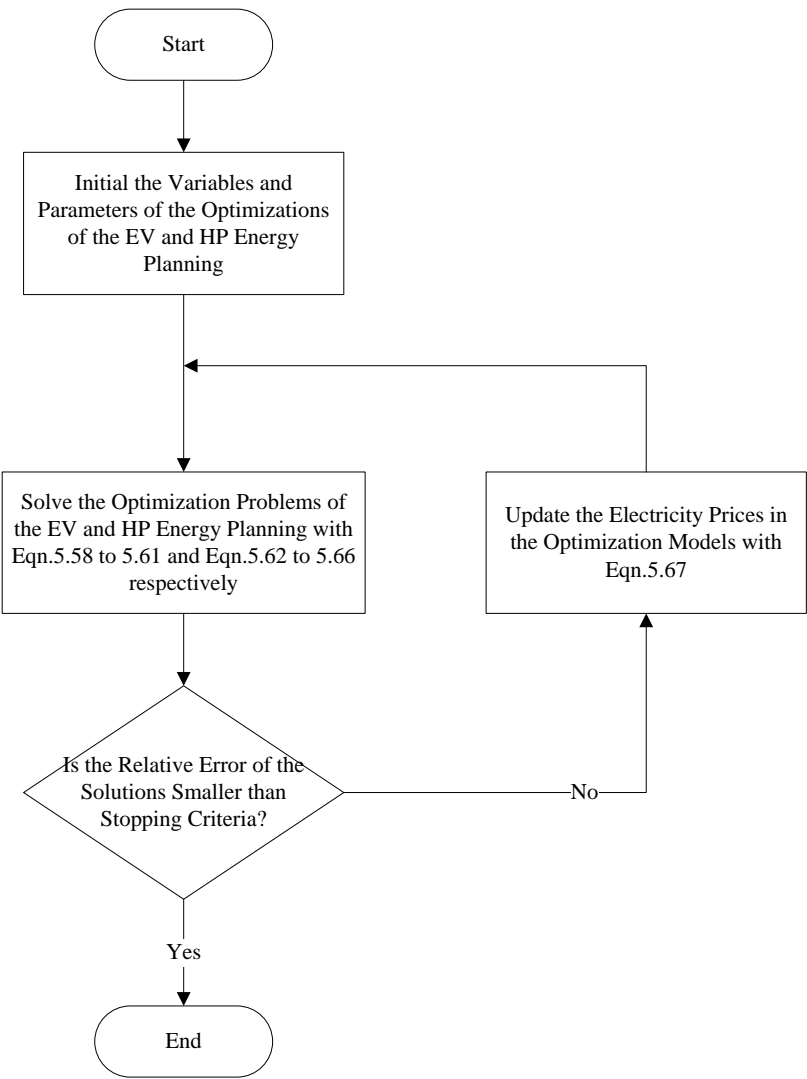 Start
Initial the Variables and
Parameters of the Optimizations
of the EV and HP Energy
Planning
Solve the Optimization Problems of
the EV and HP Energy Planning with
Eqn.5.58 to 5.61 and Eqn.5.62 to 5.66
respectively
Update the Electricity Prices in
the Optimization Models with
Eqn.5.67
Is the Relative Error of the
Solutions Smaller than
Stopping Criteria?
No
Yes
End